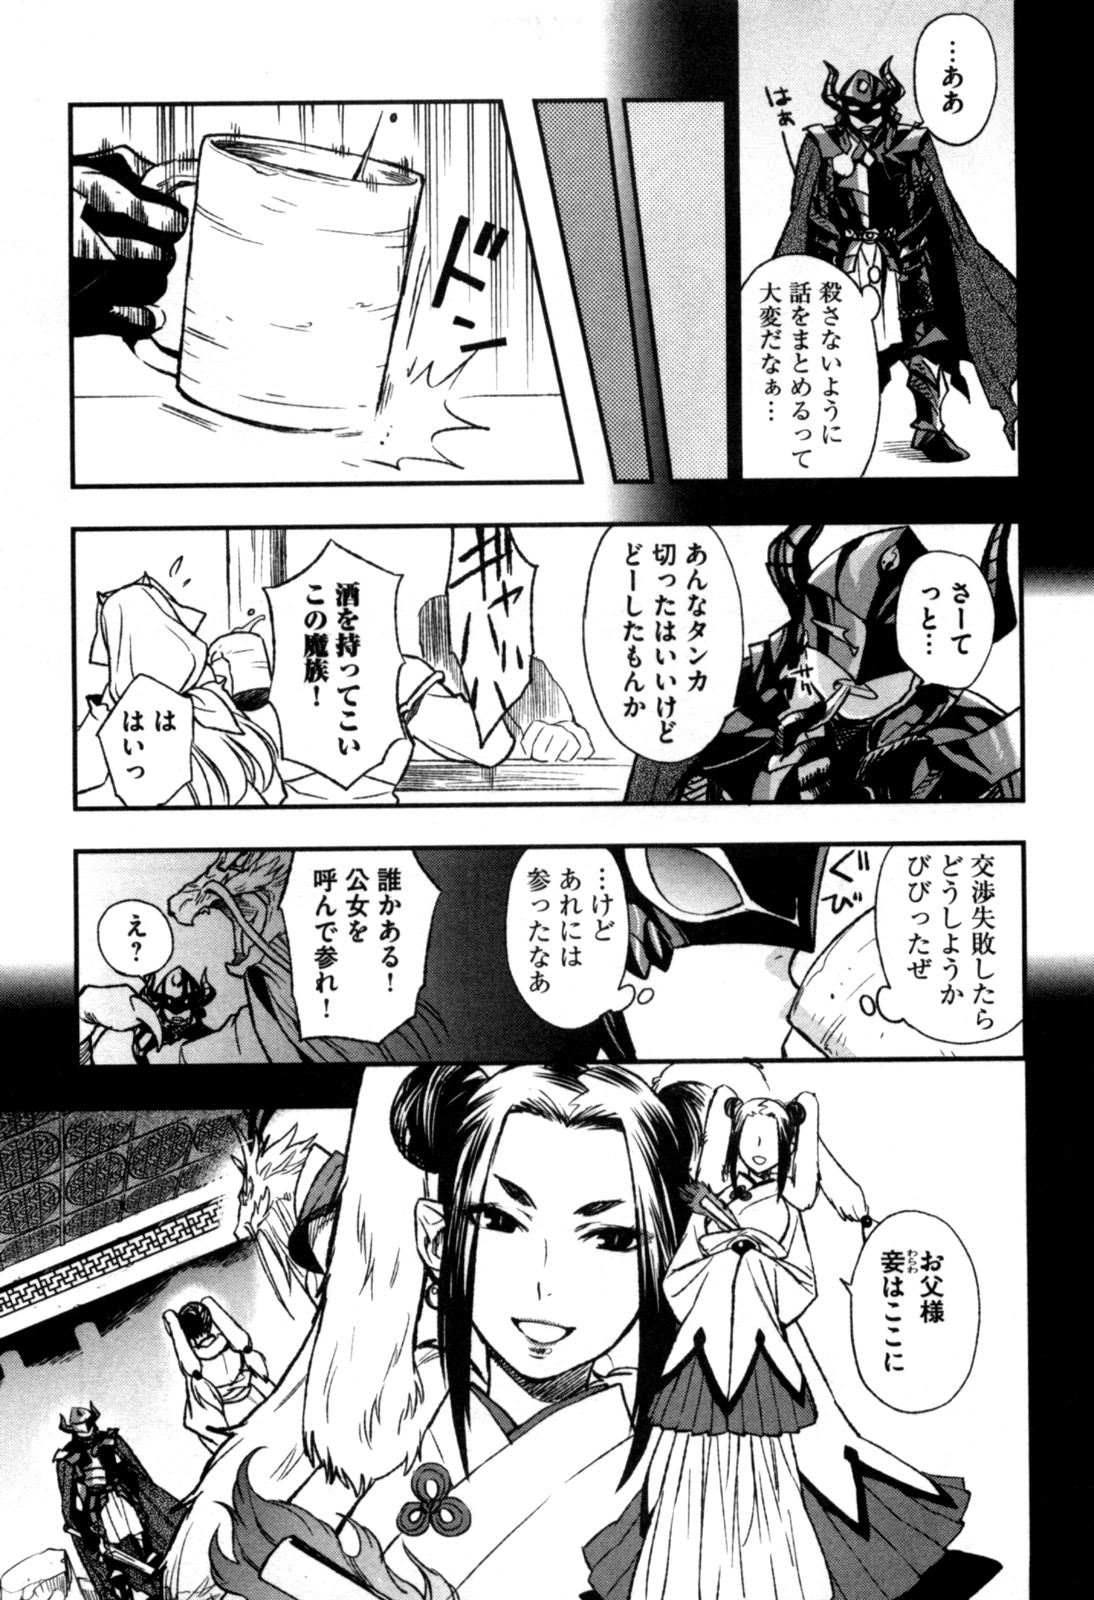 …ああ
はぁー
殺さないように
話をまとめるって
大変だなぁ…
ドン
さーて
っと…
あんなタンカ
切ったはいいけど
どーしたもんか
ギャハハ
酒を持ってこい
この魔族！
は
はいっ
交渉失敗したら
どうしようか
びびったぜ
ぐび
…けど
あれには
参ったなあ
誰かある！
公女を
呼んで参れ！
え？
お父様
妾はここに
わらわ